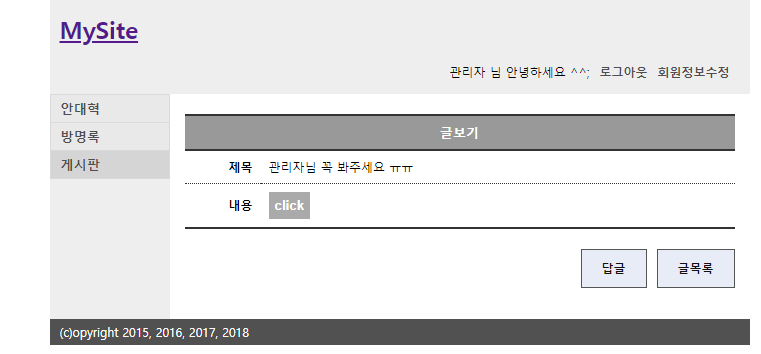 MySite
관리자 님 안녕하세요 ^^; 로그아웃 회원정보수정
안대혁
방명록
게시판
글보기
제목 관리자님 꼭 봐주세요 ㅠㅠ
내용 click
답글 글목록
(c)opyright 2015, 2016, 2017, 2018